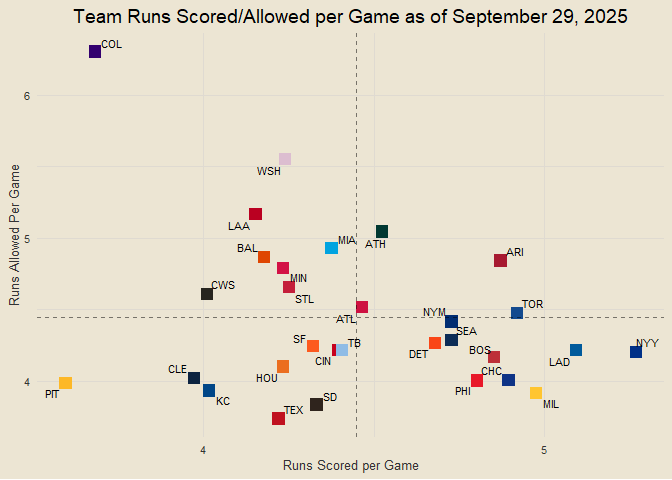 Team Runs Scored/Allowed per Game as of September 29, 2025
COL
6
WSH
LAA
MIA
ATH
5
BAL
ARI
MIN
CWS
STL
TOR
NYM
ATL
SEA
SF
TB
NYY
DET
BOS
CIN
LAD
CLE
HOU
CHC
4
PIT
KC
PHI
SD
MIL
TEX
4
5
Runs Scored per Game
Runs Allowed Per Game